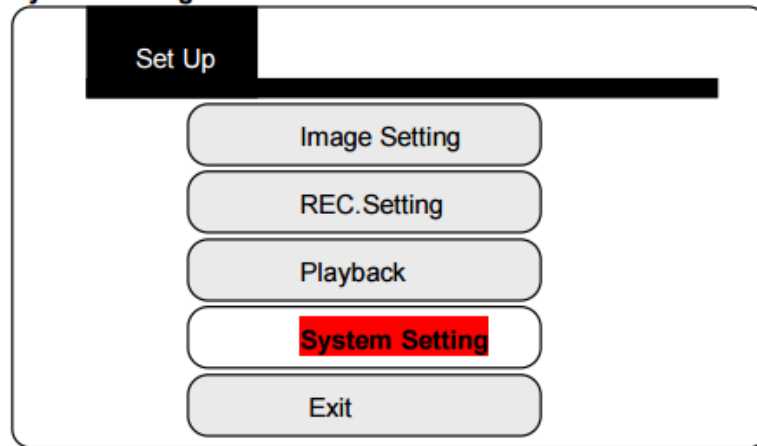 Set Up
Image Setting
REC.Setting
Playback
System Setting
Exit